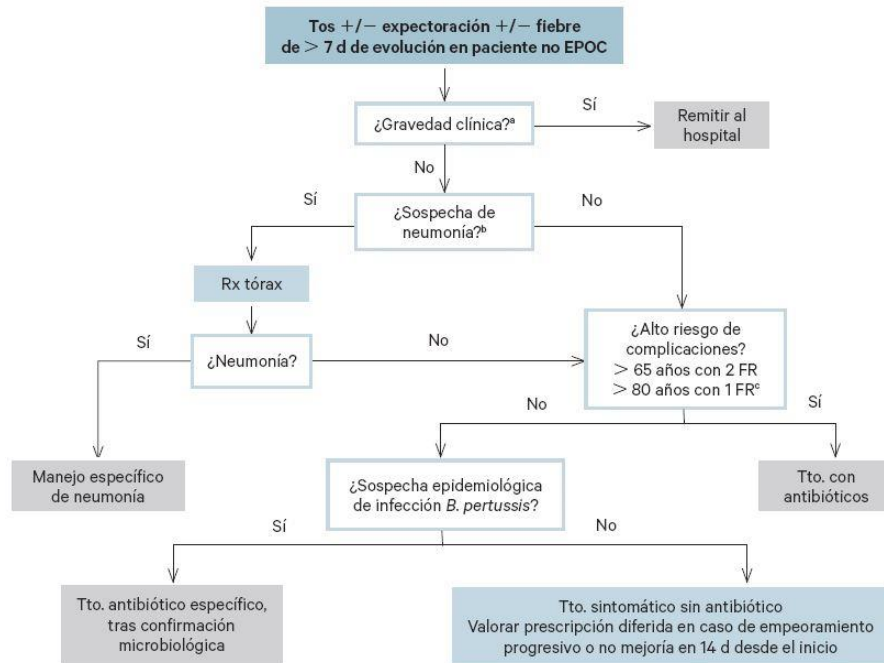 Tos +/− expectoración +/− fiebre
de > 7 d de evolución en paciente no EPOC
¿Gravedad clínica?ª
Sí
Remitir al
hospital
No
¿Sospecha de
neumonía?ᵇ
Sí
No
Rx tórax
¿Neumonía?
Sí
No
¿Alto riesgo de
complicaciones?
> 65 años con 2 FR
> 80 años con 1 FRᶜ
No
Sí
Manejo específico
de neumonía
¿Sospecha epidemiológica
de infección B. pertussis?
Tto. con
antibióticos
Sí
No
Tto. antibiótico específico,
tras confirmación
microbiológica
Tto. sintomático sin antibiótico
Valorar prescripción diferida en caso de empeoramiento
progresivo o no mejoría en 14 d desde el inicio